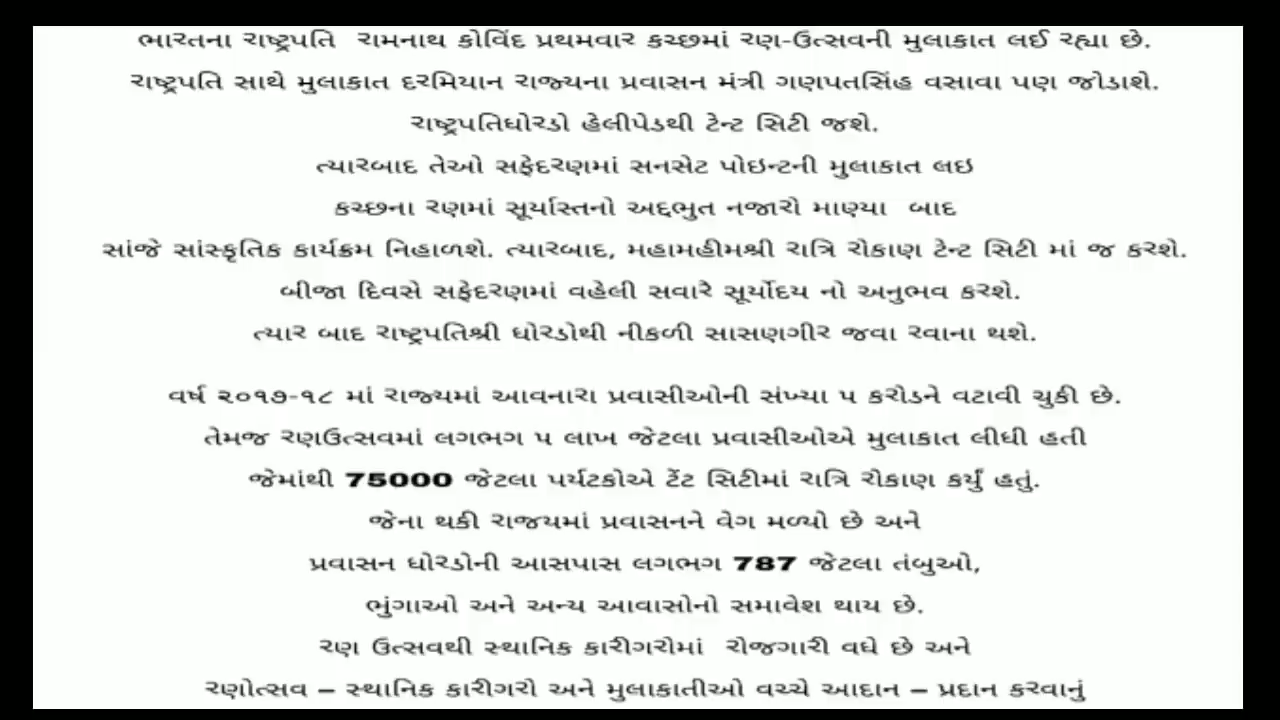 ભારતના રાષ્ટ્રપતિ રામનાથ કોવિંદ પ્રથમવાર કચ્છમાં રણ-ઉત્સવની મુલાકાત લઈ રહ્યા છે.
રાષ્ટ્રપતિ સાથે મુલાકાત દરમિયાન રાજ્યના પ્રવાસન મંત્રી ગણપતસિંહ વસાવા પણ જોડાશે.
રાષ્ટ્રપતિધોરડો હેલીપેડથી ટેન્ટ સિટી જશે.
ત્યારબાદ તેઓ સફેદરણમાં સનસેટ પોઇન્ટની મુલાકાત લઇ
કચ્છના રણમાં સૂર્યાસ્તનો અદ્દભુત નજારો માણ્યા બાદ
સાંજે સાંસ્કૃતિક કાર્યક્રમ નિહાળશે. ત્યારબાદ, મહામહીમશ્રી રાત્રિ રોકાણ ટેન્ટ સિટી માં જ કરશે.
બીજા દિવસે સફેદરણમાં વહેલી સવારે સૂર્યોદય નો અનુભવ કરશે.
ત્યાર બાદ રાષ્ટ્રપતિશ્રી ધોરડોથી નીકળી સાસણગીર જવા રવાના થશે.
વર્ષ ૨૦૧૭-૧૮ માં રાજ્યમાં આવનારા પ્રવાસીઓની સંખ્યા ૫ કરોડને વટાવી ચુકી છે.
તેમજ રણઉત્સવમાં લગભગ ૫ લાખ જેટલા પ્રવાસીઓએ મુલાકાત લીધી હતી
જેમાંથી 75000 જેટલા પર્યટકોએ ટેંટ સિટીમાં રાત્રિ રોકાણ કર્યું હતું.
જેના થકી રાજયમાં પ્રવાસનને વેગ મળ્યો છે અને
પ્રવાસન ધોરડોની આસપાસ લગભગ 787 જેટલા તંબુઓ,
ભુંગાઓ અને અન્ય આવાસોનો સમાવેશ થાય છે.
રણ ઉત્સવથી સ્થાનિક કારીગરોમાં રોજગારી વધે છે અને
રણોત્સવ – સ્થાનિક કારીગરો અને મુલાકાતીઓ વચ્ચે આદાન – પ્રદાન કરવાનું